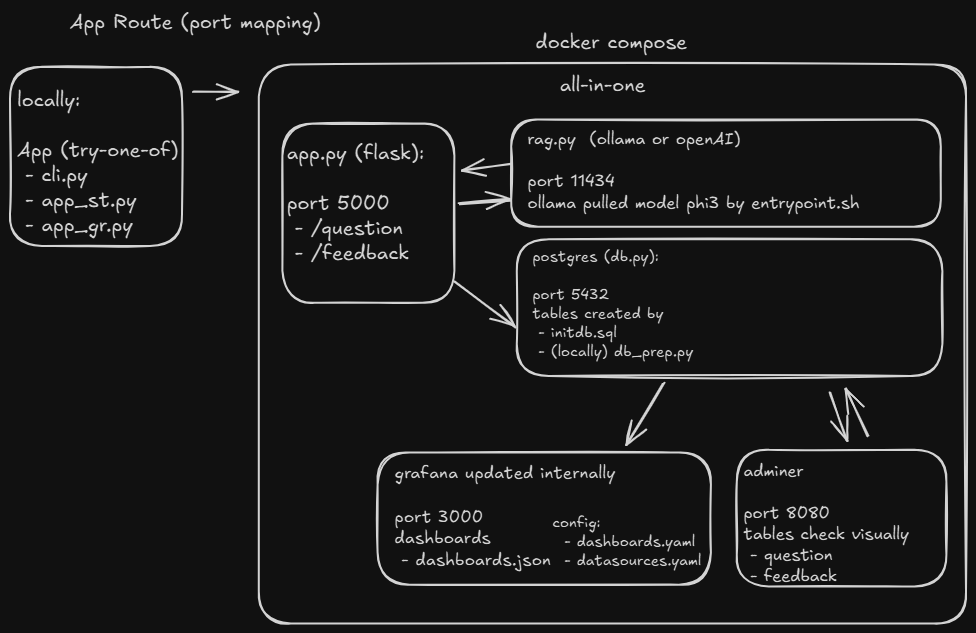 App Route (port mapping)
docker compose
all-in-one
locally:
App (try-one-of)
- cli.py
- app_st.py
- app_gr.py
app.py (flask):
port 5000
- /question
- /feedback
rag.py (ollama or openAI)
port 11434
ollama pulled model phi3 by entrypoint.sh
postgres (db.py):
port 5432
tables created by
- initdb.sql
- (locally) db_prep.py
grafana updated internally
port 3000
dashboards
- dashboards.json
config:
- dashboards.yaml
- datasources.yaml
adminer
port 8080
tables check visually
- question
- feedback